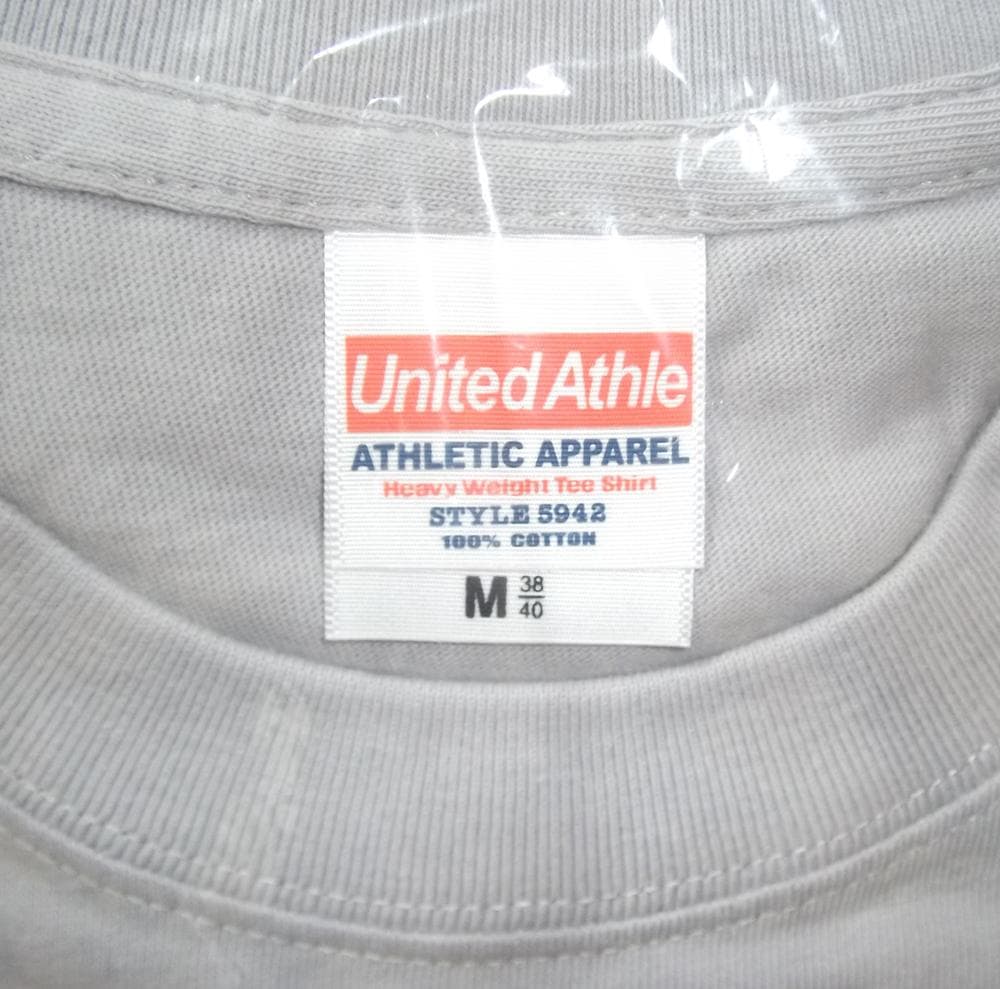 United Athle
ATHLETIC APPAREL
Heavy Weight Tee Shirt
STYLE 5942
100% COTTON
M 38/40